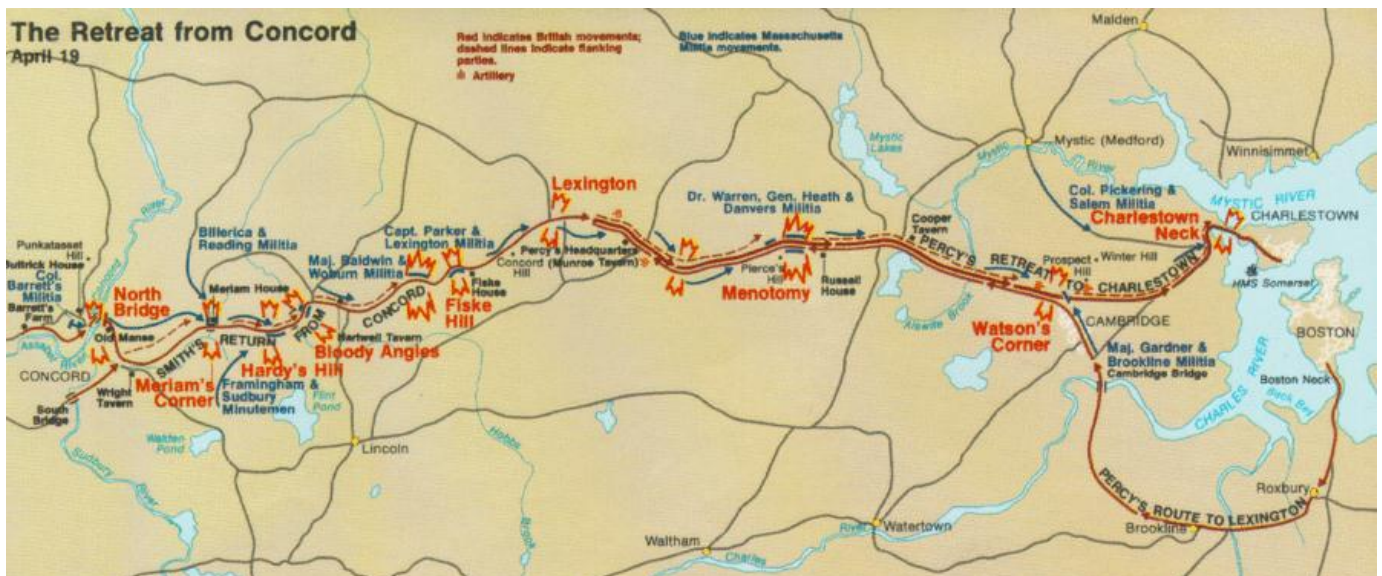 The Retreat from Concord
April 19
Red indicates British movements;
dashed lines indicate flanking
parties.
Artillery
Blue indicates Massachusetts
Militia movements.
Malden
Mystic (Medford)
Mystic
River
Mystic
Lakes
Winnisimmet
MYSTIC RIVER
CHARLESTOWN
Col. Pickering &
Salem Militia
Charlestown
Neck
Lexington
Dr. Warren, Gen. Heath &
Danvers Militia
Cooper
Tavern
Capt. Parker &
Lexington Militia
Billerica &
Reading Militia
Maj. Baldwin &
Woburn Militia
Punkatasset
Hill
Buttrick House
Col.
Barrett's
Militia
Barrett's
Farm
River
Concord
North
Bridge
Old Manse
Meriam House
Percy's Headquarters
(Munroe Tavern)
Concord
Hill
Fiske
House
Fiske
Hill
Pierce's
Hill
Russell
House
Menotomy
PERCY'S RETREAT TO CHARLESTOWN
Prospect
Hill
Winter Hill
HMS Somerset
Alewife Brook
Watson's
Corner
CAMBRIDGE
BOSTON
Maj. Gardner &
Brookline Militia
Cambridge Bridge
Boston Neck
Back Bay
CHARLES RIVER
SMITH'S RETURN FROM CONCORD
Hartwell Tavern
Bloody Angles
Hardy's Hill
Meriam's
Corner
Framingham &
Sudbury
Minutemen
Flint
Pond
River
CONCORD
Wright
Tavern
South
Bridge
Walden
Pond
Sudbury
River
Lincoln
Hobbs
Brook
Waltham
Charles
River
Watertown
Brookline
Roxbury
PERCY'S ROUTE TO LEXINGTON